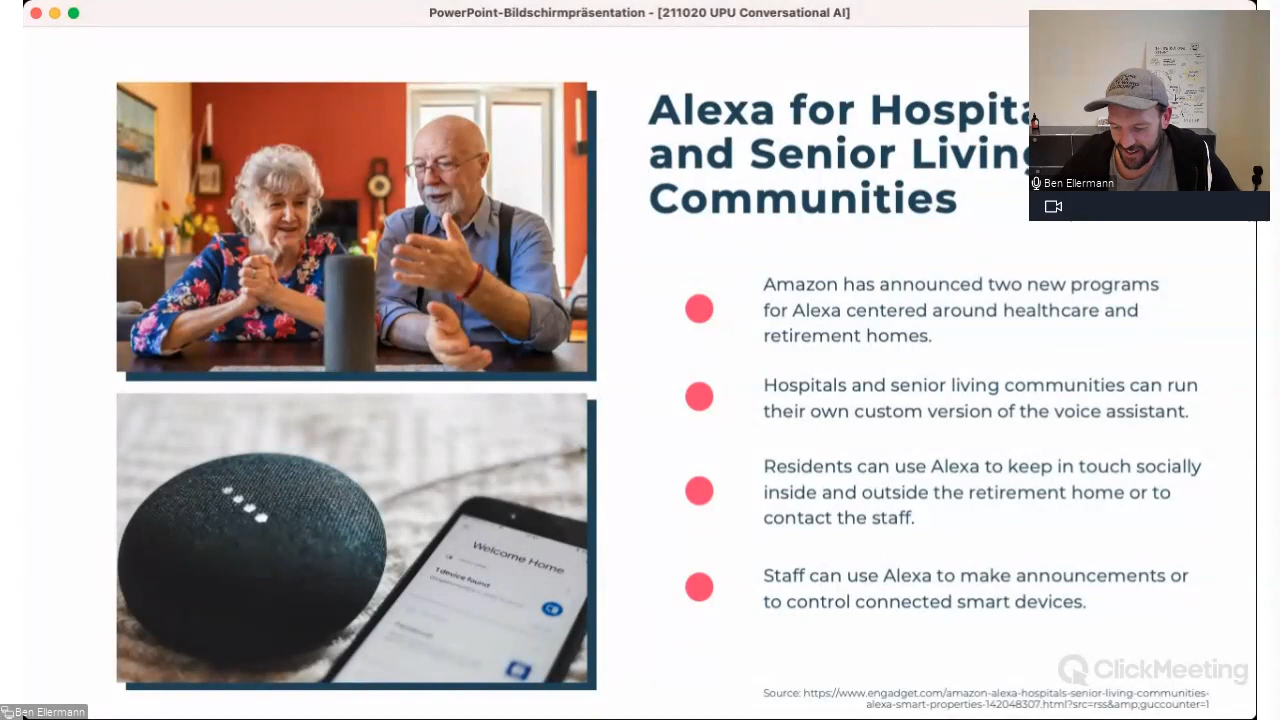 PowerPoint-Bildschirmpräsentation - [211020 UPU Conversational AI]
Alexa for Hospita
and Senior Living
Communities
Ben Ellermann
Amazon has announced two new programs
for Alexa centered around healthcare and
retirement homes.
Hospitals and senior living communities can run
their own custom version of the voice assistant.
Residents can use Alexa to keep in touch socially
inside and outside the retirement home or to
contact the staff.
Staff can use Alexa to make announcements or
to control connected smart devices.
Welcome Home
1 device found
ClickMeeting
Source: https://www.engadget.com/amazon-alexa-hospitals-senior-living-communities-
alexa-smart-properties-142048307.html?src=rss&amp;guccounter=1
Ben Ellermann